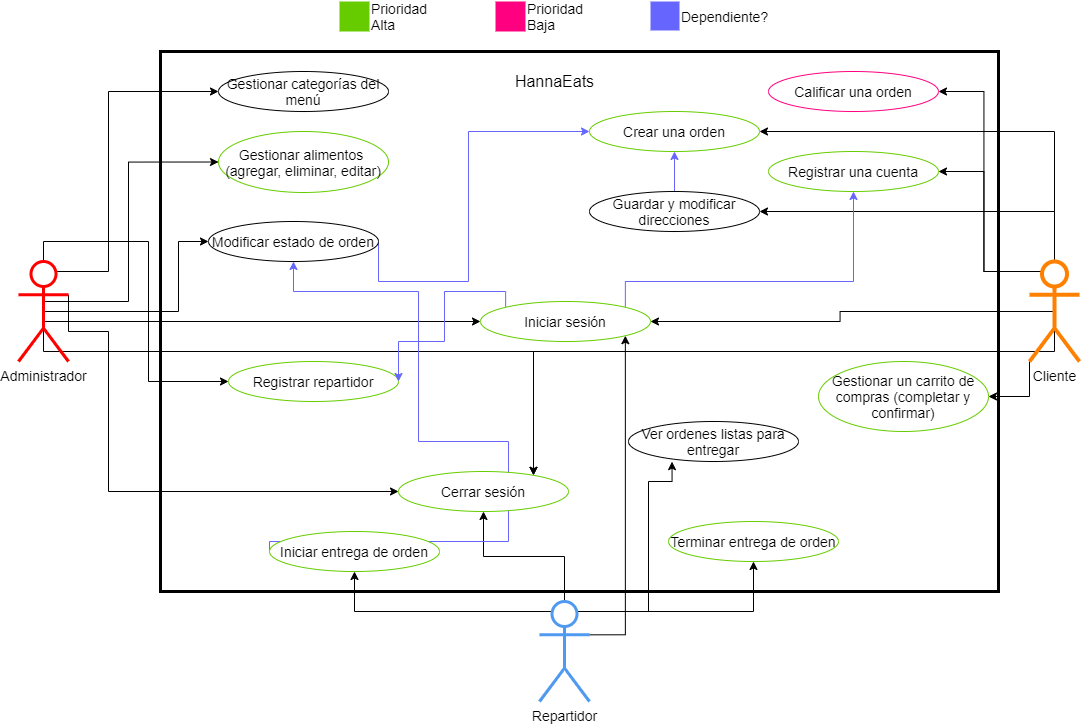 Prioridad
Alta
Prioridad
Baja
Dependiente?
HannaEats
Gestionar categorías del
menú
Calificar una orden
Crear una orden
Gestionar alimentos
(agregar, eliminar, editar)
Registrar una cuenta
Guardar y modificar
direcciones
Modificar estado de orden
Iniciar sesión
Administrador
Registrar repartidor
Cliente
Gestionar un carrito de
compras (completar y
confirmar)
Ver ordenes listas para
entregar
Cerrar sesión
Iniciar entrega de orden
Terminar entrega de orden
Repartidor